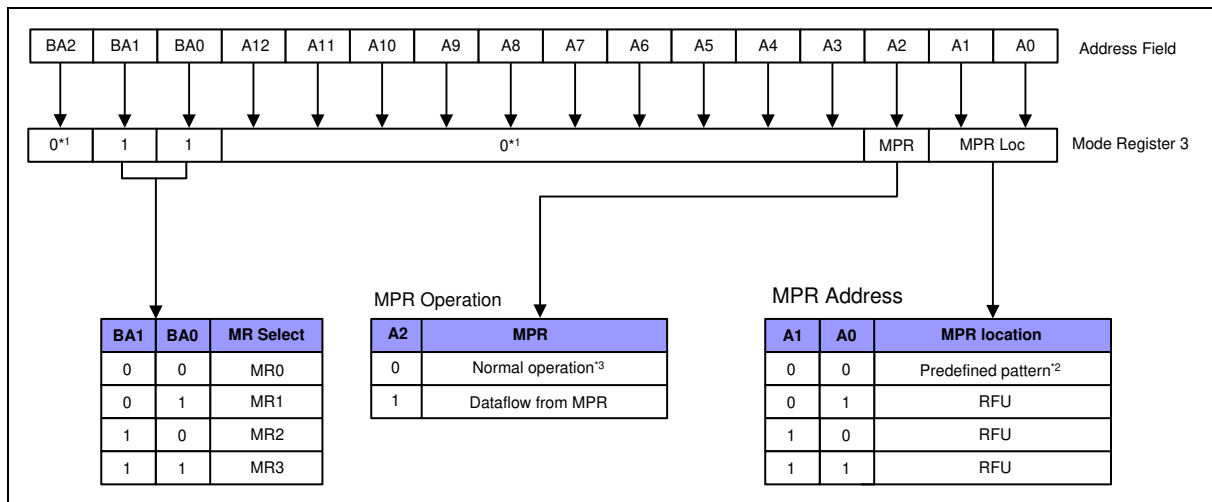 BA2 BA1 BA0 A12 A11 A10 A9 A8 A7 A6 A5 A4 A3 A2 A1 A0 Address Field
0*1 1 1 0*1 MPR MPR Loc Mode Register 3
MPR Operation
MPR Address
BA1 BA0 MR Select
0 0 MR0
0 1 MR1
1 0 MR2
1 1 MR3
A2 MPR
0 Normal operation*3
1 Dataflow from MPR
A1 A0 MPR location
0 0 Predefined pattern*2
0 1 RFU
1 0 RFU
1 1 RFU